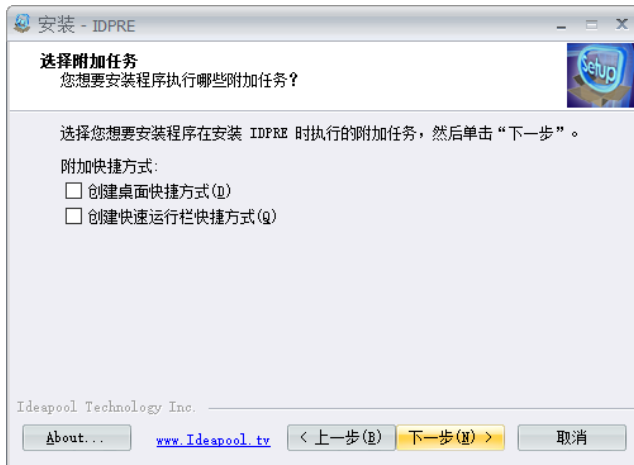 安装 - IDPRE
选择附加任务
您想要安装程序执行哪些附加任务？
Setup
选择您想要安装程序在安装 IDPRE 时执行的附加任务，然后单击“下一步”。
附加快捷方式:
创建桌面快捷方式(D)
创建快速运行栏快捷方式(Q)
Ideapool Technology Inc.
About... www.Ideapool.tv < 上一步(B) 下一步(N) > 取消